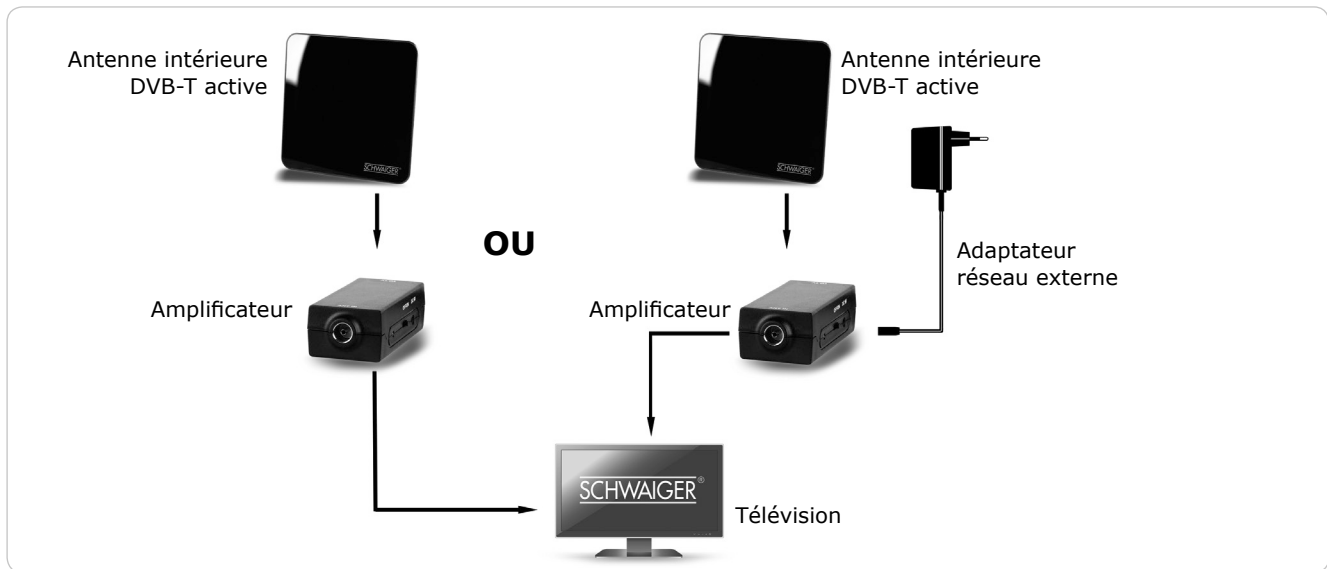 Antenne intérieure
DVB-T active
SCHWAIGER
Antenne intérieure
DVB-T active
SCHWAIGER
OU
Adaptateur
réseau externe
Amplificateur
Amplificateur
SCHWAIGER®
Télévision